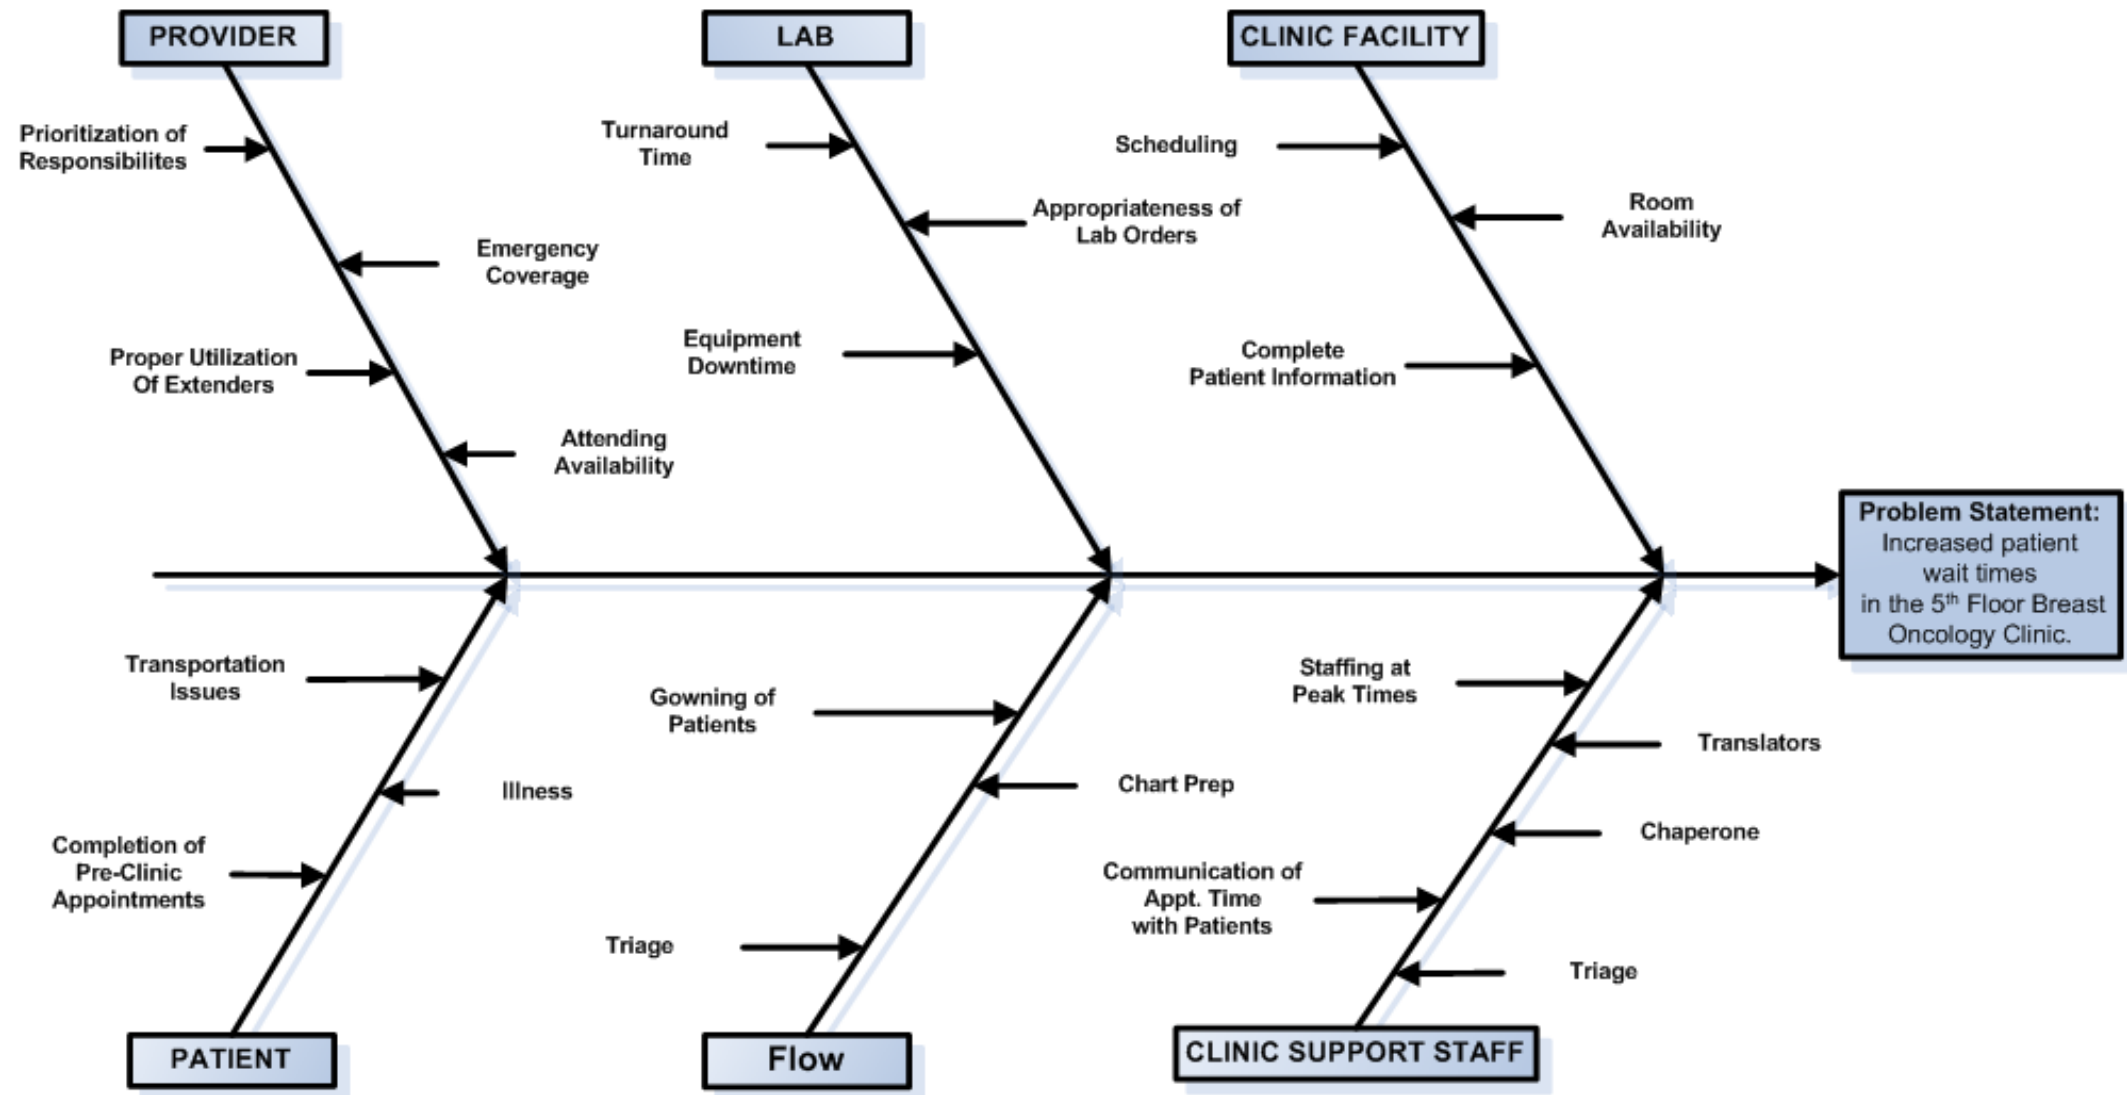 PROVIDER
LAB
CLINIC FACILITY
Prioritization of
Responsibilites
Emergency
Coverage
Proper Utilization
Of Extenders
Attending
Availability
Turnaround
Time
Appropriateness of
Lab Orders
Equipment
Downtime
Scheduling
Room
Availability
Complete
Patient Information
Problem Statement:
Increased patient
wait times
in the 5th Floor Breast
Oncology Clinic.
Transportation
Issues
Illness
Completion of
Pre-Clinic
Appointments
Gowning of
Patients
Chart Prep
Triage
Staffing at
Peak Times
Translators
Chaperone
Communication of
Appt. Time
with Patients
Triage
PATIENT
Flow
CLINIC SUPPORT STAFF